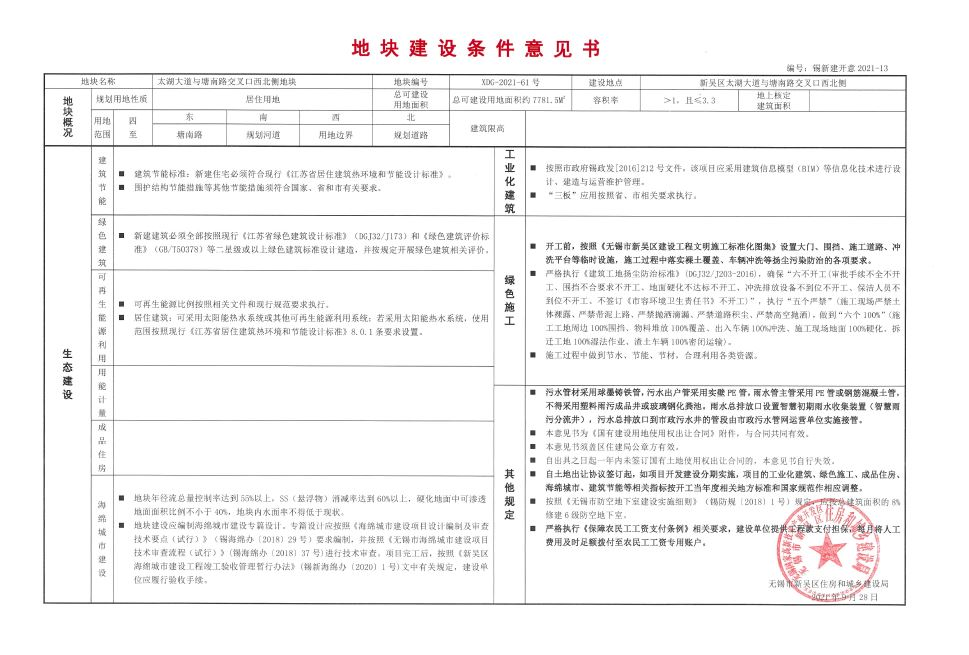 地块建设条件意见书
编号：锡新建开意 2021-13
地块名称 太湖大道与塘南路交叉口西北侧地块 地块编号 XDG-2021-61号 建设地点 新吴区太湖大道与塘南路交叉口西北侧
地块概况
规划用地性质 居住用地 总可建设用地面积 总可建设用地面积约 7781.5M² 容积率 ＞1，且≤3.3 地上核定建筑面积
用地范围 四至 东 南 西 北 建筑限高
塘南路 规划河道 用地边界 规划道路
生态建设
建筑节能
■ 建筑节能标准：新建住宅必须符合现行《江苏省居住建筑热环境和节能设计标准》。
■ 围护结构节能措施等其他节能措施须符合国家、省和市有关要求。
绿色建筑
■ 新建建筑必须全部按照现行《江苏省绿色建筑设计标准》（DGJ32/J173）和《绿色建筑评价标
准》（GB/T50378）等二星级或以上绿色建筑标准设计建造，并按规定开展绿色建筑相关评价。
可再生能源利用
■ 可再生能源比例按照相关文件和现行规范要求执行。
■ 居住建筑：可采用太阳能热水系统或其他可再生能源利用系统；若采用太阳能热水系统，使用
范围按照现行《江苏省居住建筑热环境和节能设计标准》8.0.1 条要求设置。
用能计量
成品住房
海绵城市建设
■ 地块年径流总量控制率达到 55%以上，SS（悬浮物）消减率达到 60%以上，硬化地面中可渗透
地面面积比例不小于 40%，地块内水面率不得低于现状。
■ 地块建设应编制海绵城市建设专篇设计。专篇设计应按照《海绵城市建设项目设计编制及审查
技术要点（试行）》（锡海绵办〔2018〕29 号）要求编制，并按照《无锡市海绵城市建设项目
技术审查流程（试行）》（锡海绵办〔2018〕37 号)进行技术审查。项目完工后，按照《新吴区
海绵城市建设工程竣工验收管理暂行办法》（锡新海绵办〔2020〕1 号)文中有关规定，建设单
位应履行验收手续。
工业化建筑
■ 按照市政府锡政发[2016]212 号文件，该项目应采用建筑信息模型（BIM）等信息化技术进行设
计、建造与运营维护管理。
■ “三板”应用按照省、市相关要求执行。
绿色施工
■ 开工前，按照《无锡市新吴区建设工程文明施工标准化图集》设置大门、围挡、施工道路、冲
洗平台等临时设施，施工过程中落实裸土覆盖、车辆冲洗等扬尘污染防治的各项要求。
■ 严格执行《建筑工地扬尘防治标准》(DGJ32/J203-2016)，确保“六不开工(审批手续不全不开
工、围挡不合要求不开工、地面硬化不达标不开工、冲洗排放设备不到位不开工、保洁人员不
到位不开工、不签订《市容环境卫生责任书》不开工)”，执行“五个严禁”(施工现场严禁土
体裸露、严禁带泥上路、严禁抛洒滴漏、严禁道路积尘、严禁高空抛洒)，做到“六个 100%”(施
工工地周边 100%围挡、物料堆放 100%覆盖、出入车辆 100%冲洗、施工现场地面 100%硬化、拆
迁工地 100%湿法作业、渣土车辆 100%密闭运输)。
■ 施工过程中做到节水、节能、节材，合理利用各类资源。
其他规定
■ 污水管材采用球墨铸铁管，污水出户管采用实壁 PE 管，雨水管主管采用 PE 管或钢筋混凝土管，
不得采用塑料雨污成品井或玻璃钢化粪池。雨水总排放口设置智慧初期雨水收集装置（智慧雨
污分流井），污水总排放口到市政污水井的管段由市政污水管网运营单位实施接管。
■ 本意见书为《国有建设用地使用权出让合同》附件，与合同共同有效。
■ 本意见书须盖区住建局公章方有效。
■ 自出具之日起一年内未签订国有土地使用权出让合同的，本意见书自行失效。
■ 自土地出让协议签订起，如项目开发建设分期实施，项目的工业化建筑、绿色施工、成品住房、
海绵城市、建筑节能等相关指标按开工当年度相关地方标准和国家规范作相应调整。
■ 按照《无锡市防空地下室建设实施细则》（锡防规〔2018〕1 号）规定，应按总建筑面积的 8%
修建 6 级防空地下室。
■ 严格执行《保障农民工工资支付条例》相关要求，建设单位提供工程款支付担保，每月将人工
费用及时足额拨付至农民工工资专用账户。
无锡市新吴区住房和城乡建设局
2021 年 9 月 28 日